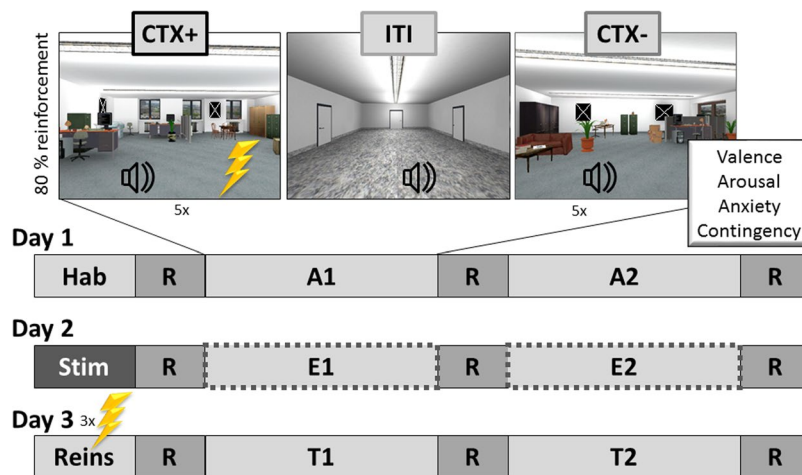 CTX+
ITI
CTX-
80 % reinforcement
5x
5x
Valence
Arousal
Anxiety
Contingency
Day 1
Hab R A1 R A2 R
Day 2
Stim R E1 R E2 R
Day 3 3x
Reins R T1 R T2 R